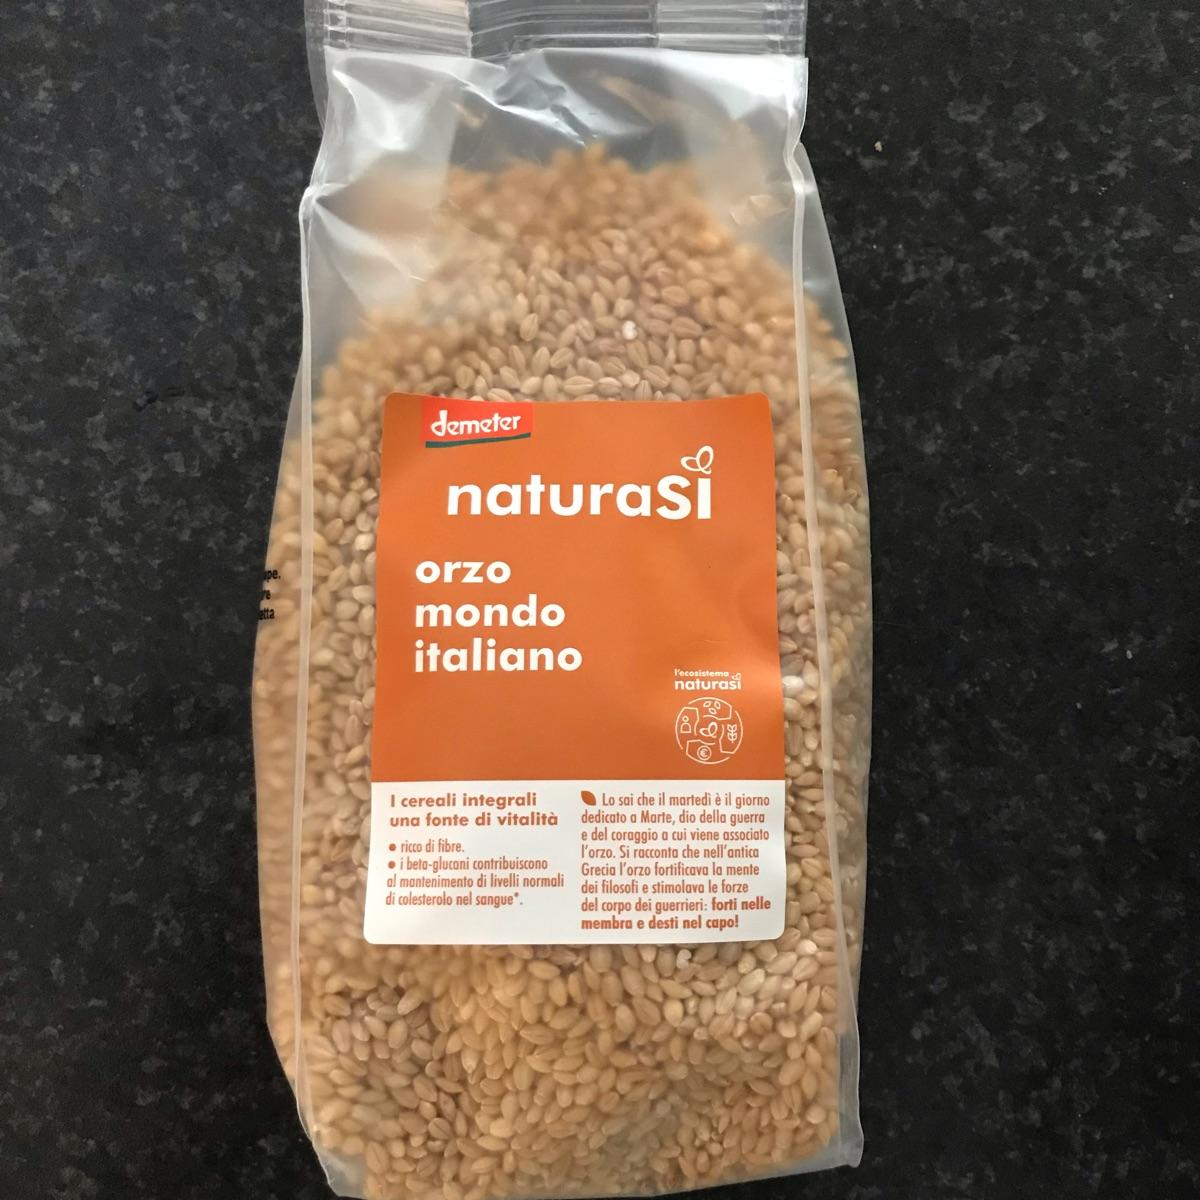 demeter
naturasì
orzo
mondo
italiano
l'ecosistema
naturasì
I cereali integrali
una fonte di vitalità
• ricco di fibre.
• i beta-glucani contribuiscono
al mantenimento di livelli normali
di colesterolo nel sangue*.
Lo sai che il martedì è il giorno
dedicato a Marte, dio della guerra
e del coraggio a cui viene associato
l'orzo. Si racconta che nell'antica
Grecia l'orzo fortificava la mente
dei filosofi e stimolava le forze
del corpo dei guerrieri: forti nelle
membra e desti nel capo!